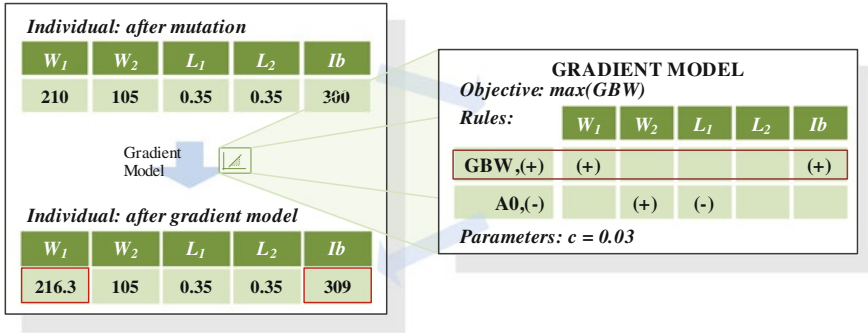 Individual: after mutation
W1 W2 L1 L2 Ib
210 105 0.35 0.35 300
Gradient
Model
Individual: after gradient model
W1 W2 L1 L2 Ib
216.3 105 0.35 0.35 309
GRADIENT MODEL
Objective: max(GBW)
Rules:
W1 W2 L1 L2 Ib
GBW,(+) (+) (+)
A0,(-) (+) (-)
Parameters: c = 0.03